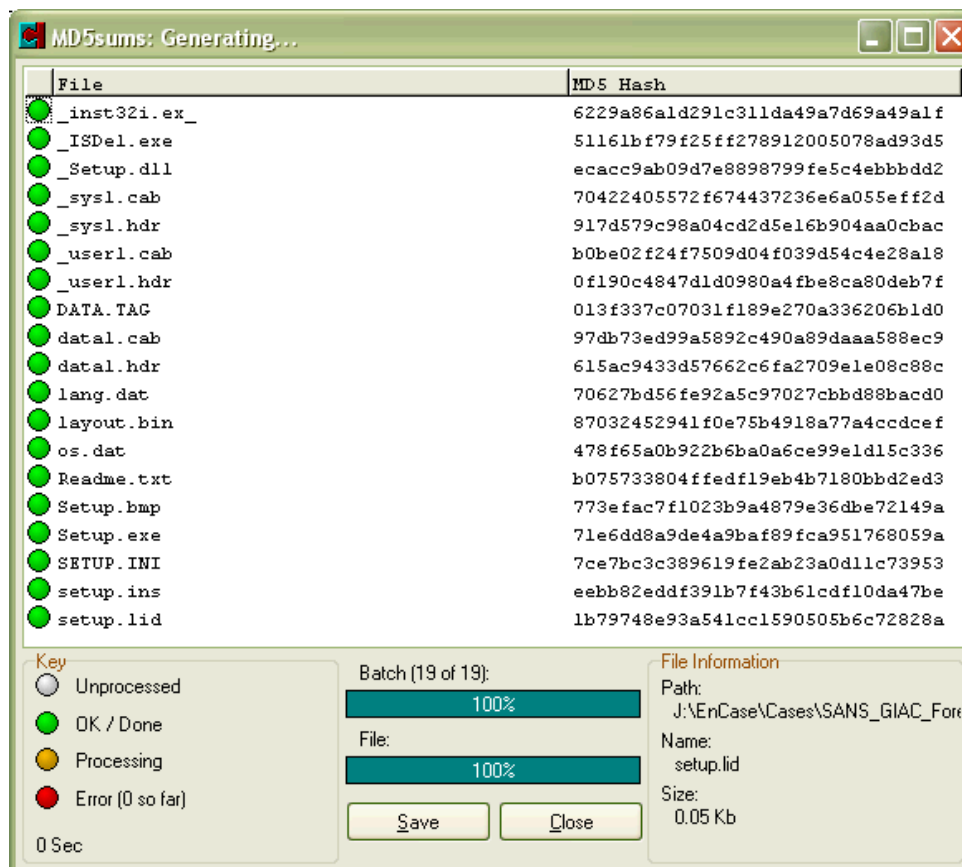 MD5sums: Generating...
File MD5 Hash
_inst32i.ex_ 6229a86a1d291c311da49a7d69a49a1f
_ISDel.exe 51161bf79f25ff278912005078ad93d5
_Setup.dll ecacc9ab09d7e8898799fe5c4ebbbdd2
_sys1.cab 70422405572f674437236e6a055eff2d
_sys1.hdr 917d579c98a04cd2d5e16b904aa0cbac
_user1.cab b0be02f24f7509d04f039d54c4e28a18
_user1.hdr 0f190c4847d1d0980a4fbe8ca80deb7f
DATA.TAG 013f337c07031f189e270a336206b1d0
data1.cab 97db73ed99a5892c490a89daaa588ec9
data1.hdr 615ac9433d57662c6fa2709e1e08c88c
lang.dat 70627bd56fe92a5c97027cbbd88bacd0
layout.bin 87032452941f0e75b4918a77a4ccdcef
os.dat 478f65a0b922b6ba0a6ce99e1d15c336
Readme.txt b075733804ffedf19eb4b7180bbd2ed3
Setup.bmp 773efac7f1023b9a4879e36dbe72149a
Setup.exe 71e6dd8a9de4a9baf89fca951768059a
SETUP.INI 7ce7bc3c389619fe2ab23a0d11c73953
setup.ins eebb82eddf391b7f43b61cdf10da47be
setup.lid 1b79748e93a541cc1590505b6c72828a
Key
Unprocessed
OK / Done
Processing
Error (0 so far)
0 Sec
Batch (19 of 19):
100%
File:
100%
Save Close
File Information
Path:
J:\EnCase\Cases\SANS_GIAC_Fore
Name:
setup.lid
Size:
0.05 Kb